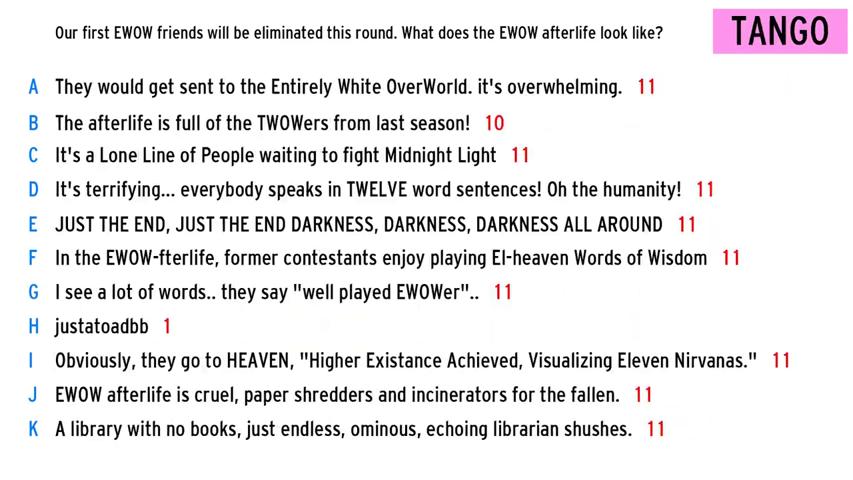 Our first EWOW friends will be eliminated this round. What does the EWOW afterlife look like?
TANGO
A They would get sent to the Entirely White OverWorld. it's overwhelming. 11
B The afterlife is full of the TWOWers from last season! 10
C It's a Lone Line of People waiting to fight Midnight Light 11
D It's terrifying... everybody speaks in TWELVE word sentences! Oh the humanity! 11
E JUST THE END, JUST THE END DARKNESS, DARKNESS, DARKNESS ALL AROUND 11
F In the EWOW-fterlife, former contestants enjoy playing El-heaven Words of Wisdom 11
G I see a lot of words.. they say "well played EWOWer".. 11
H justatoadbb 1
I Obviously, they go to HEAVEN, "Higher Existance Achieved, Visualizing Eleven Nirvanas." 11
J EWOW afterlife is cruel, paper shredders and incinerators for the fallen. 11
K A library with no books, just endless, ominous, echoing librarian shushes. 11